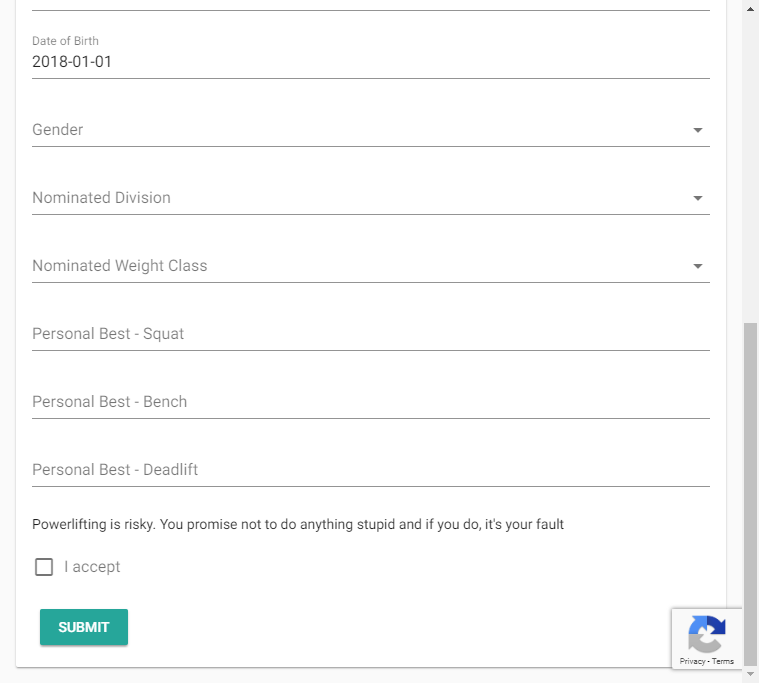 Date of Birth
2018-01-01
Gender
Nominated Division
Nominated Weight Class
Personal Best - Squat
Personal Best - Bench
Personal Best - Deadlift
Powerlifting is risky. You promise not to do anything stupid and if you do, it's your fault
I accept
SUBMIT
Privacy - Terms